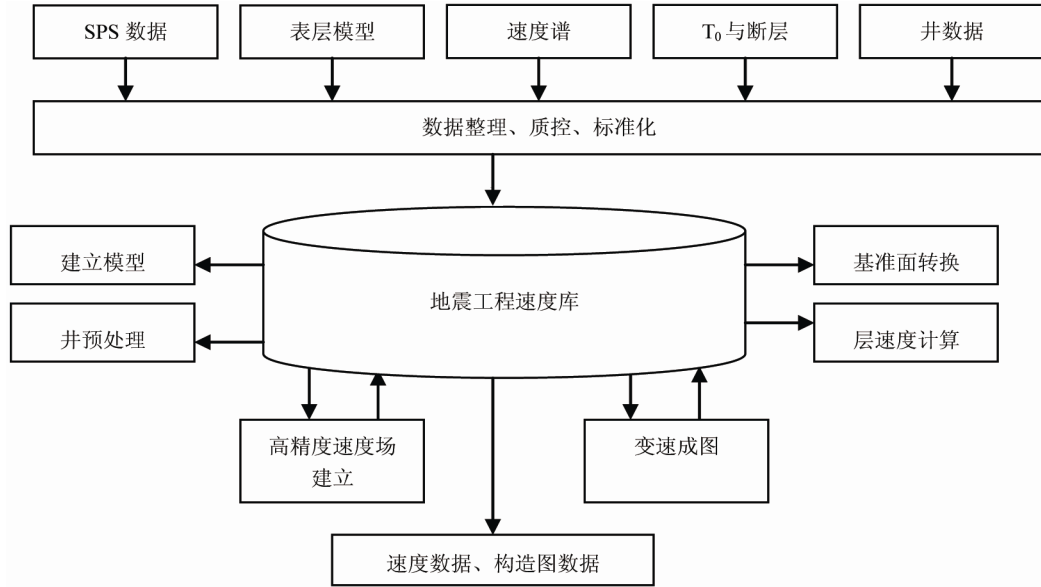 SPS 数据
表层模型
速度谱
T₀ 与断层
井数据
数据整理、质控、标准化
地震工程速度库
建立模型
井预处理
基准面转换
层速度计算
高精度速度场
建立
变速成图
速度数据、构造图数据